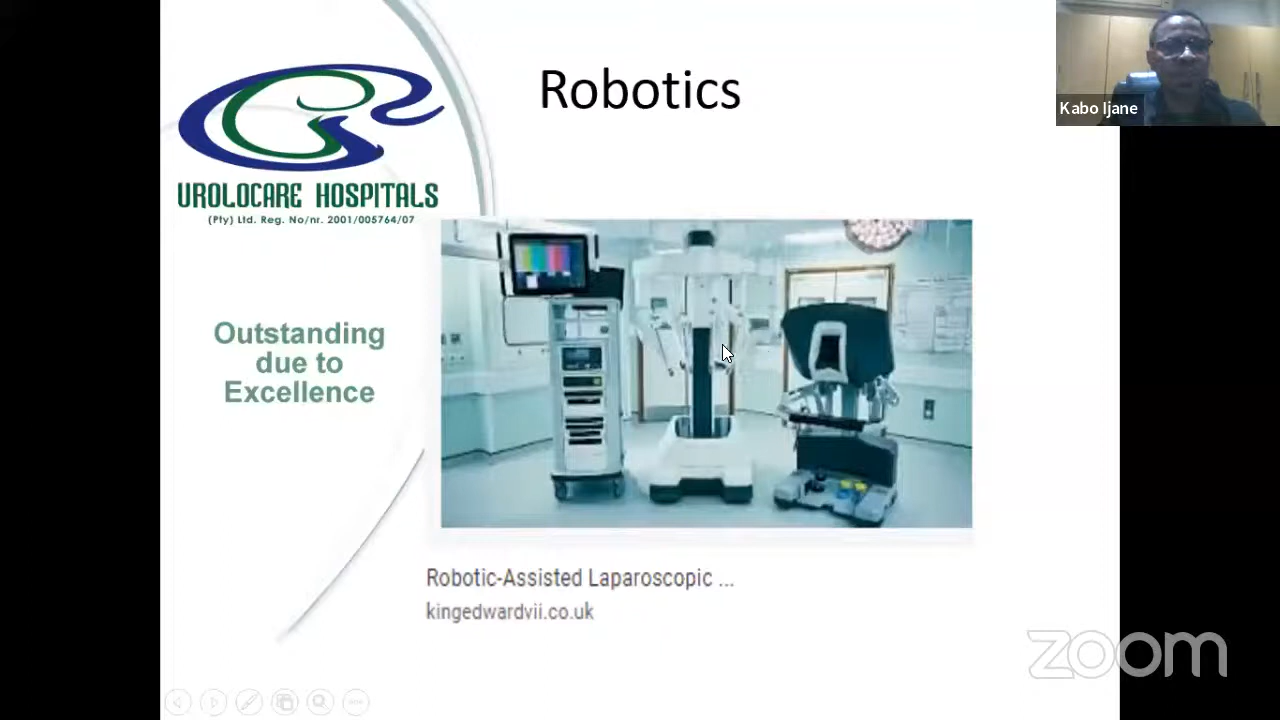 Robotics
Kabo Ijane
UROLOCARE HOSPITALS
(Pty) Ltd. Reg. No/nr. 2001/005764/07
Outstanding
due to
Excellence
Robotic-Assisted Laparoscopic ...
kingedwardvii.co.uk
zoom